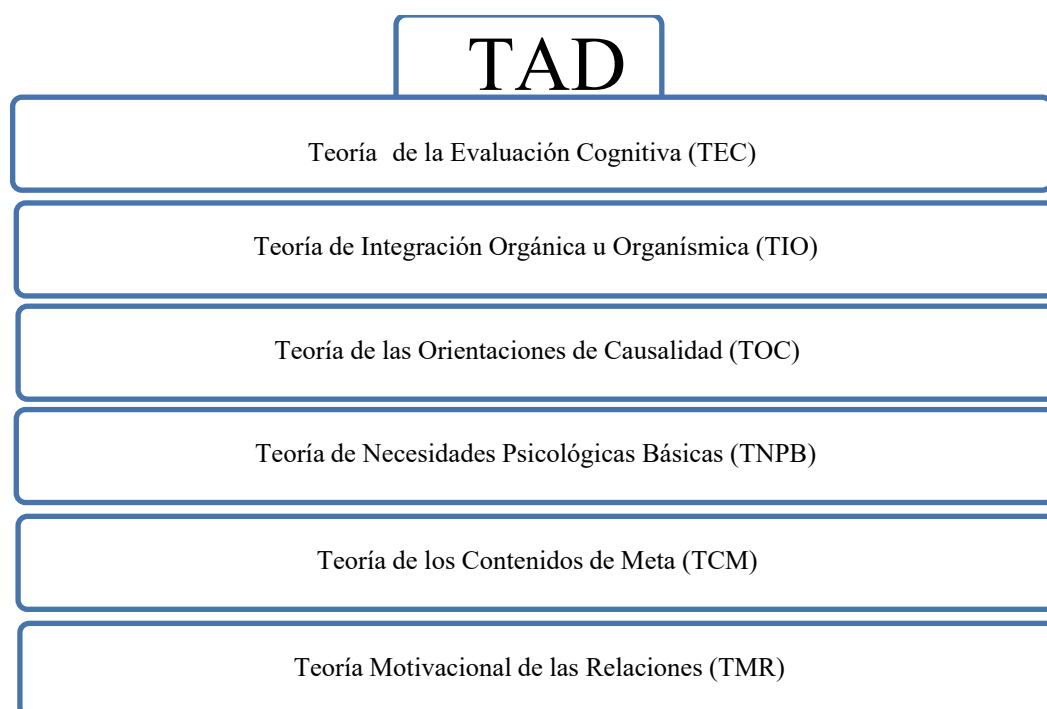 TAD
Teoría de la Evaluación Cognitiva (TEC)
Teoría de Integración Orgánica u Organísmica (TIO)
Teoría de las Orientaciones de Causalidad (TOC)
Teoría de Necesidades Psicológicas Básicas (TNPB)
Teoría de los Contenidos de Meta (TCM)
Teoría Motivacional de las Relaciones (TMR)